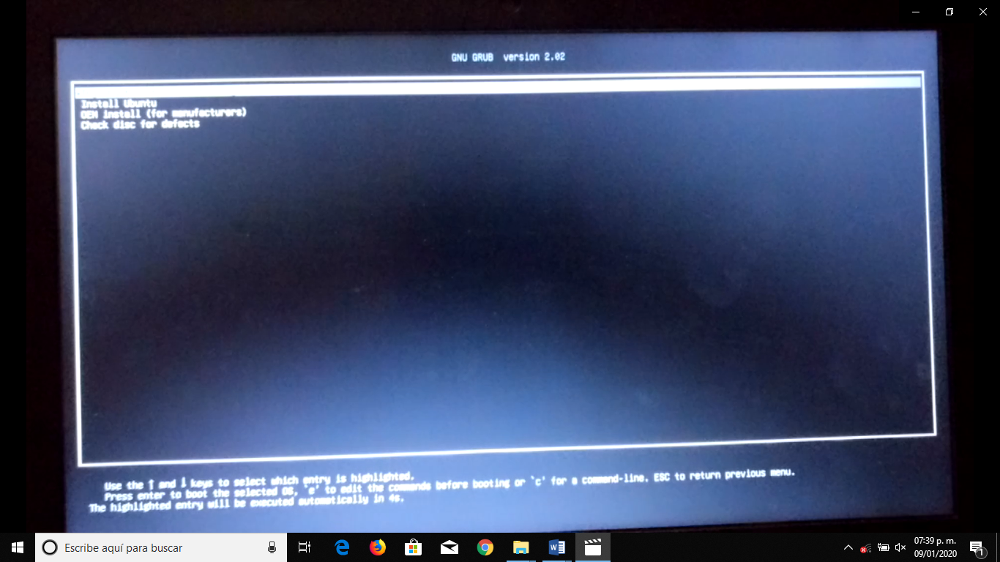 GNU GRUB version 2.02
Install Ubuntu
OEM install (for manufacturers)
Check disc for defects
Use the ↑ and ↓ keys to select which entry is highlighted.
Press enter to boot the selected OS, `e' to edit the commands before booting or `c' for a command-line. ESC to return previous menu.
The highlighted entry will be executed automatically in 4s.
Escribe aquí para buscar
07:39 p. m.
09/01/2020
1